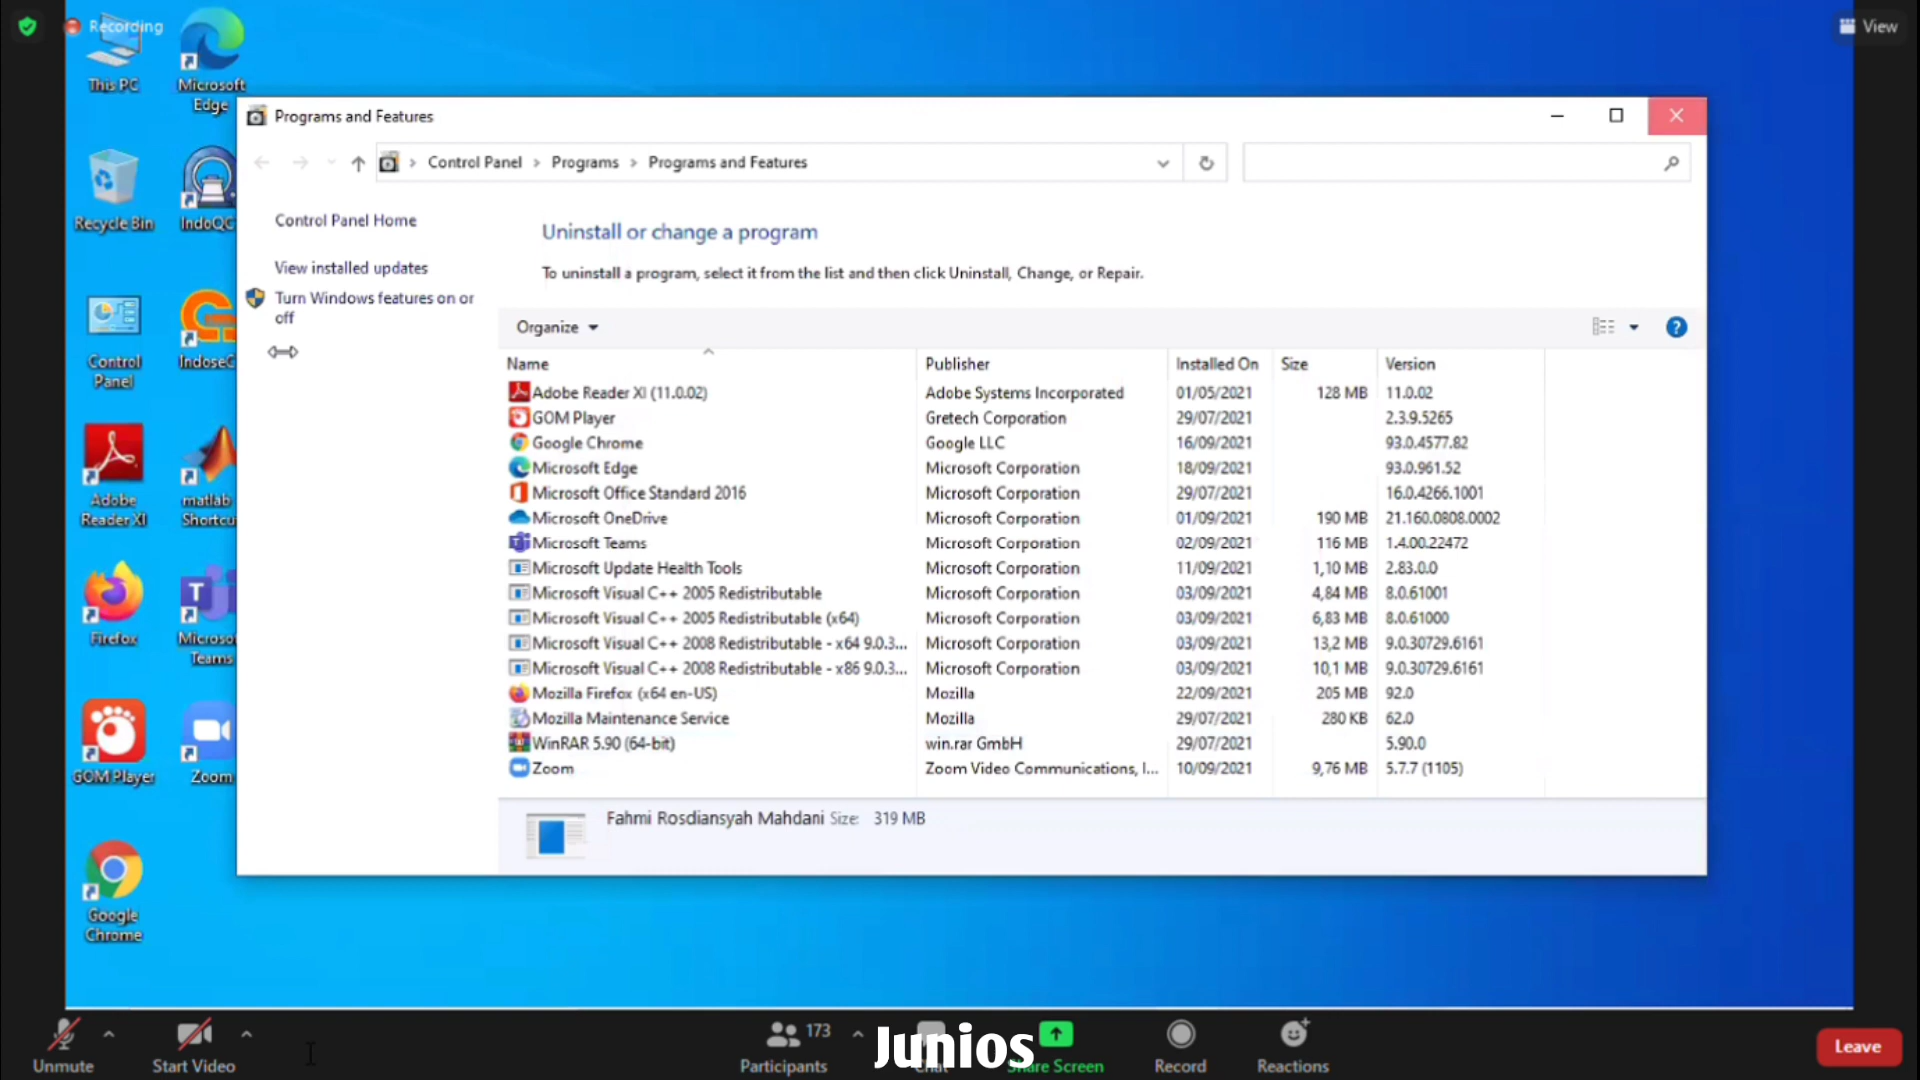 Recording
View
This PC
Microsoft
Edge
Recycle Bin
Control
Panel
Adobe
Reader XI
matlab
Firefox
Teams
GOM Player
Zoom
Google
Chrome
Programs and Features
Control Panel > Programs > Programs and Features
Control Panel Home
View installed updates
Turn Windows features on or
off
Uninstall or change a program
To uninstall a program, select it from the list and then click Uninstall, Change, or Repair.
Organize
Name Publisher Installed On Size Version
Adobe Reader XI (11.0.02) Adobe Systems Incorporated 01/05/2021 128 MB 11.0.02
GOM Player Gretech Corporation 29/07/2021 2.3.9.5265
Google Chrome Google LLC 16/09/2021 93.0.4577.82
Microsoft Edge Microsoft Corporation 18/09/2021 93.0.961.52
Microsoft Office Standard 2016 Microsoft Corporation 29/07/2021 16.0.4266.1001
Microsoft OneDrive Microsoft Corporation 01/09/2021 190 MB 21.160.0808.0002
Microsoft Teams Microsoft Corporation 02/09/2021 116 MB 1.4.00.22472
Microsoft Update Health Tools Microsoft Corporation 11/09/2021 1,10 MB 2.83.0.0
Microsoft Visual C++ 2005 Redistributable Microsoft Corporation 03/09/2021 4,84 MB 8.0.61001
Microsoft Visual C++ 2005 Redistributable (x64) Microsoft Corporation 03/09/2021 6,83 MB 8.0.61000
Microsoft Visual C++ 2008 Redistributable - x64 9.0.3... Microsoft Corporation 03/09/2021 13,2 MB 9.0.30729.6161
Microsoft Visual C++ 2008 Redistributable - x86 9.0.3... Microsoft Corporation 03/09/2021 10,1 MB 9.0.30729.6161
Mozilla Firefox (x64 en-US) Mozilla 22/09/2021 205 MB 92.0
Mozilla Maintenance Service Mozilla 29/07/2021 280 KB 62.0
WinRAR 5.90 (64-bit) win.rar GmbH 29/07/2021 5.90.0
Zoom Zoom Video Communications, I... 10/09/2021 9,76 MB 5.7.7 (1105)
Fahmi Rosdiansyah Mahdani Size: 319 MB
Unmute
Start Video
173
Participants
Junios
Share Screen
Record
Reactions
Leave